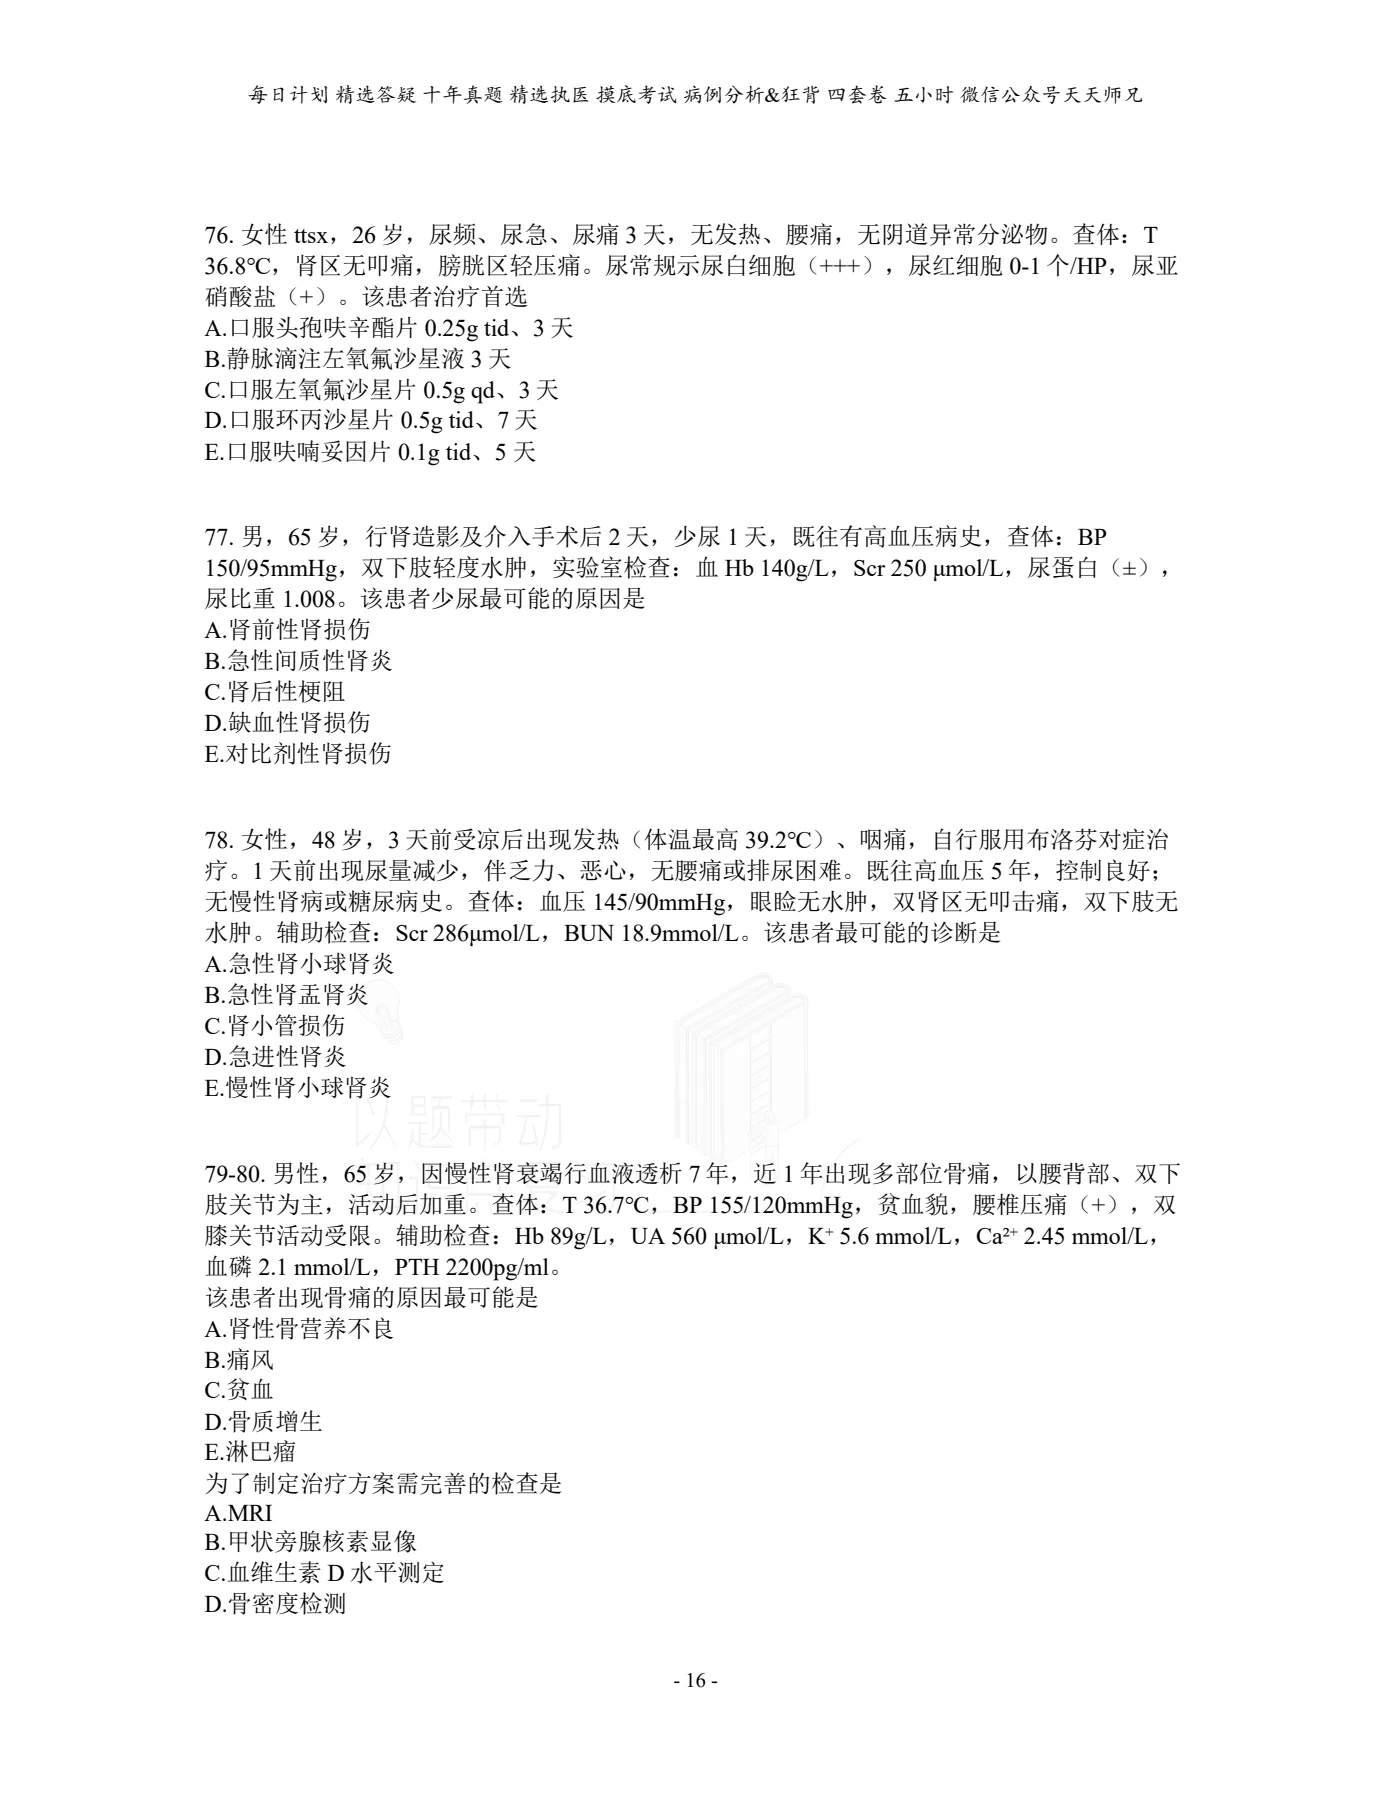 每日计划 精选答疑 十年真题 精选执医 摸底考试 病例分析&狂背 四套卷 五小时 微信公众号天天师兄
76. 女性 ttsx，26 岁，尿频、尿急、尿痛 3 天，无发热、腰痛，无阴道异常分泌物。查体：T
36.8℃，肾区无叩痛，膀胱区轻压痛。尿常规示尿白细胞（+++），尿红细胞 0-1 个/HP，尿亚
硝酸盐（+）。该患者治疗首选
A.口服头孢呋辛酯片 0.25g tid、3 天
B.静脉滴注左氧氟沙星液 3 天
C.口服左氧氟沙星片 0.5g qd、3 天
D.口服环丙沙星片 0.5g tid、7 天
E.口服呋喃妥因片 0.1g tid、5 天
77. 男，65 岁，行肾造影及介入手术后 2 天，少尿 1 天，既往有高血压病史，查体：BP
150/95mmHg，双下肢轻度水肿，实验室检查：血 Hb 140g/L，Scr 250 μmol/L，尿蛋白（±），
尿比重 1.008。该患者少尿最可能的原因是
A.肾前性肾损伤
B.急性间质性肾炎
C.肾后性梗阻
D.缺血性肾损伤
E.对比剂性肾损伤
78. 女性，48 岁，3 天前受凉后出现发热（体温最高 39.2℃）、咽痛，自行服用布洛芬对症治
疗。1 天前出现尿量减少，伴乏力、恶心，无腰痛或排尿困难。既往高血压 5 年，控制良好；
无慢性肾病或糖尿病史。查体：血压 145/90mmHg，眼睑无水肿，双肾区无叩击痛，双下肢无
水肿。辅助检查：Scr 286μmol/L，BUN 18.9mmol/L。该患者最可能的诊断是
A.急性肾小球肾炎
B.急性肾盂肾炎
C.肾小管损伤
D.急进性肾炎
E.慢性肾小球肾炎
以题带动
79-80. 男性，65 岁，因慢性肾衰竭行血液透析 7 年，近 1 年出现多部位骨痛，以腰背部、双下
肢关节为主，活动后加重。查体：T 36.7℃，BP 155/120mmHg，贫血貌，腰椎压痛（+），双
膝关节活动受限。辅助检查：Hb 89g/L，UA 560 μmol/L，K⁺ 5.6 mmol/L，Ca²⁺ 2.45 mmol/L，
血磷 2.1 mmol/L，PTH 2200pg/ml。
该患者出现骨痛的原因最可能是
A.肾性骨营养不良
B.痛风
C.贫血
D.骨质增生
E.淋巴瘤
为了制定治疗方案需完善的检查是
A.MRI
B.甲状旁腺核素显像
C.血维生素 D 水平测定
D.骨密度检测
- 16 -